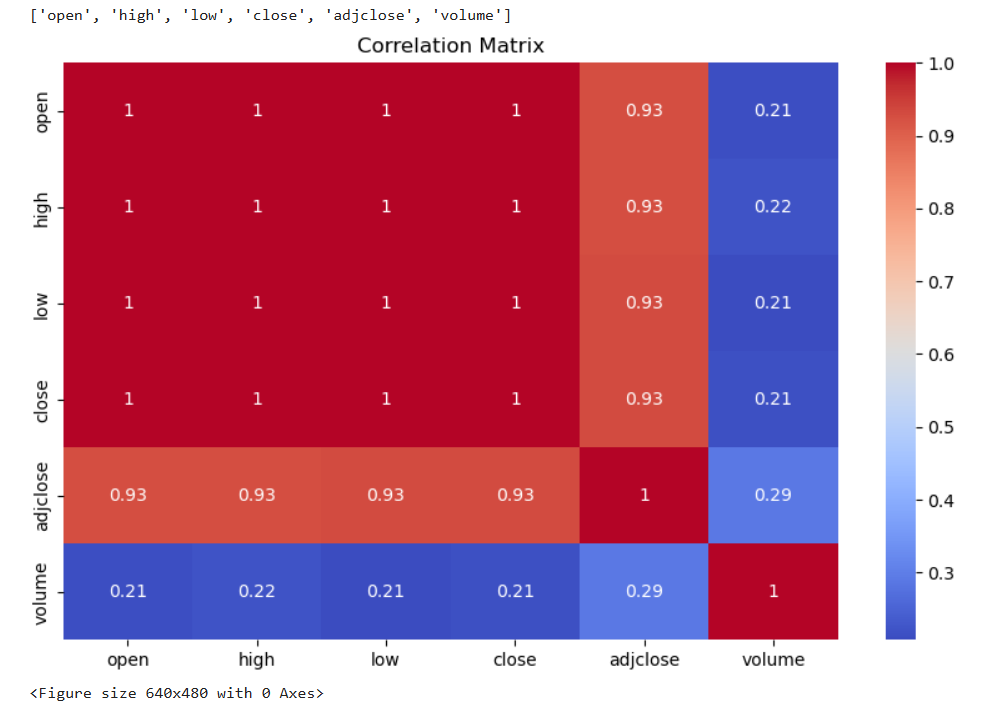 ['open', 'high', 'low', 'close', 'adjclose', 'volume']
Correlation Matrix
open 1 1 1 1 0.93 0.21
high 1 1 1 1 0.93 0.22
low 1 1 1 1 0.93 0.21
close 1 1 1 1 0.93 0.21
adjclose 0.93 0.93 0.93 0.93 1 0.29
volume 0.21 0.22 0.21 0.21 0.29 1
open high low close adjclose volume
1.0
0.9
0.8
0.7
0.6
0.5
0.4
0.3
<Figure size 640x480 with 0 Axes>